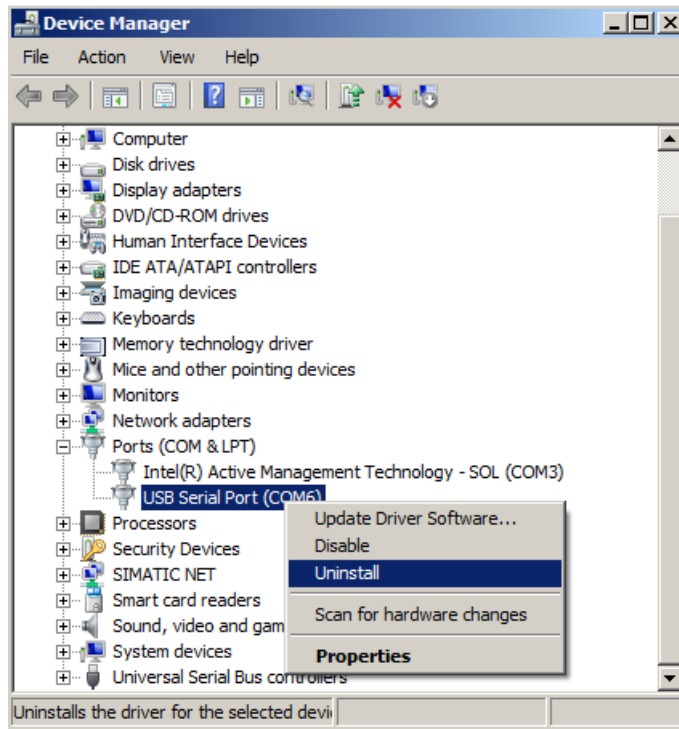 Device Manager
File Action View Help
Computer
Disk drives
Display adapters
DVD/CD-ROM drives
Human Interface Devices
IDE ATA/ATAPI controllers
Imaging devices
Keyboards
Memory technology driver
Mice and other pointing devices
Monitors
Network adapters
Ports (COM & LPT)
Intel(R) Active Management Technology - SOL (COM3)
USB Serial Port (COM6)
Processors
Security Devices
SIMATIC NET
Smart card readers
Sound, video and gam
System devices
Universal Serial Bus controllers
Update Driver Software...
Disable
Uninstall
Scan for hardware changes
Properties
Uninstalls the driver for the selected devi